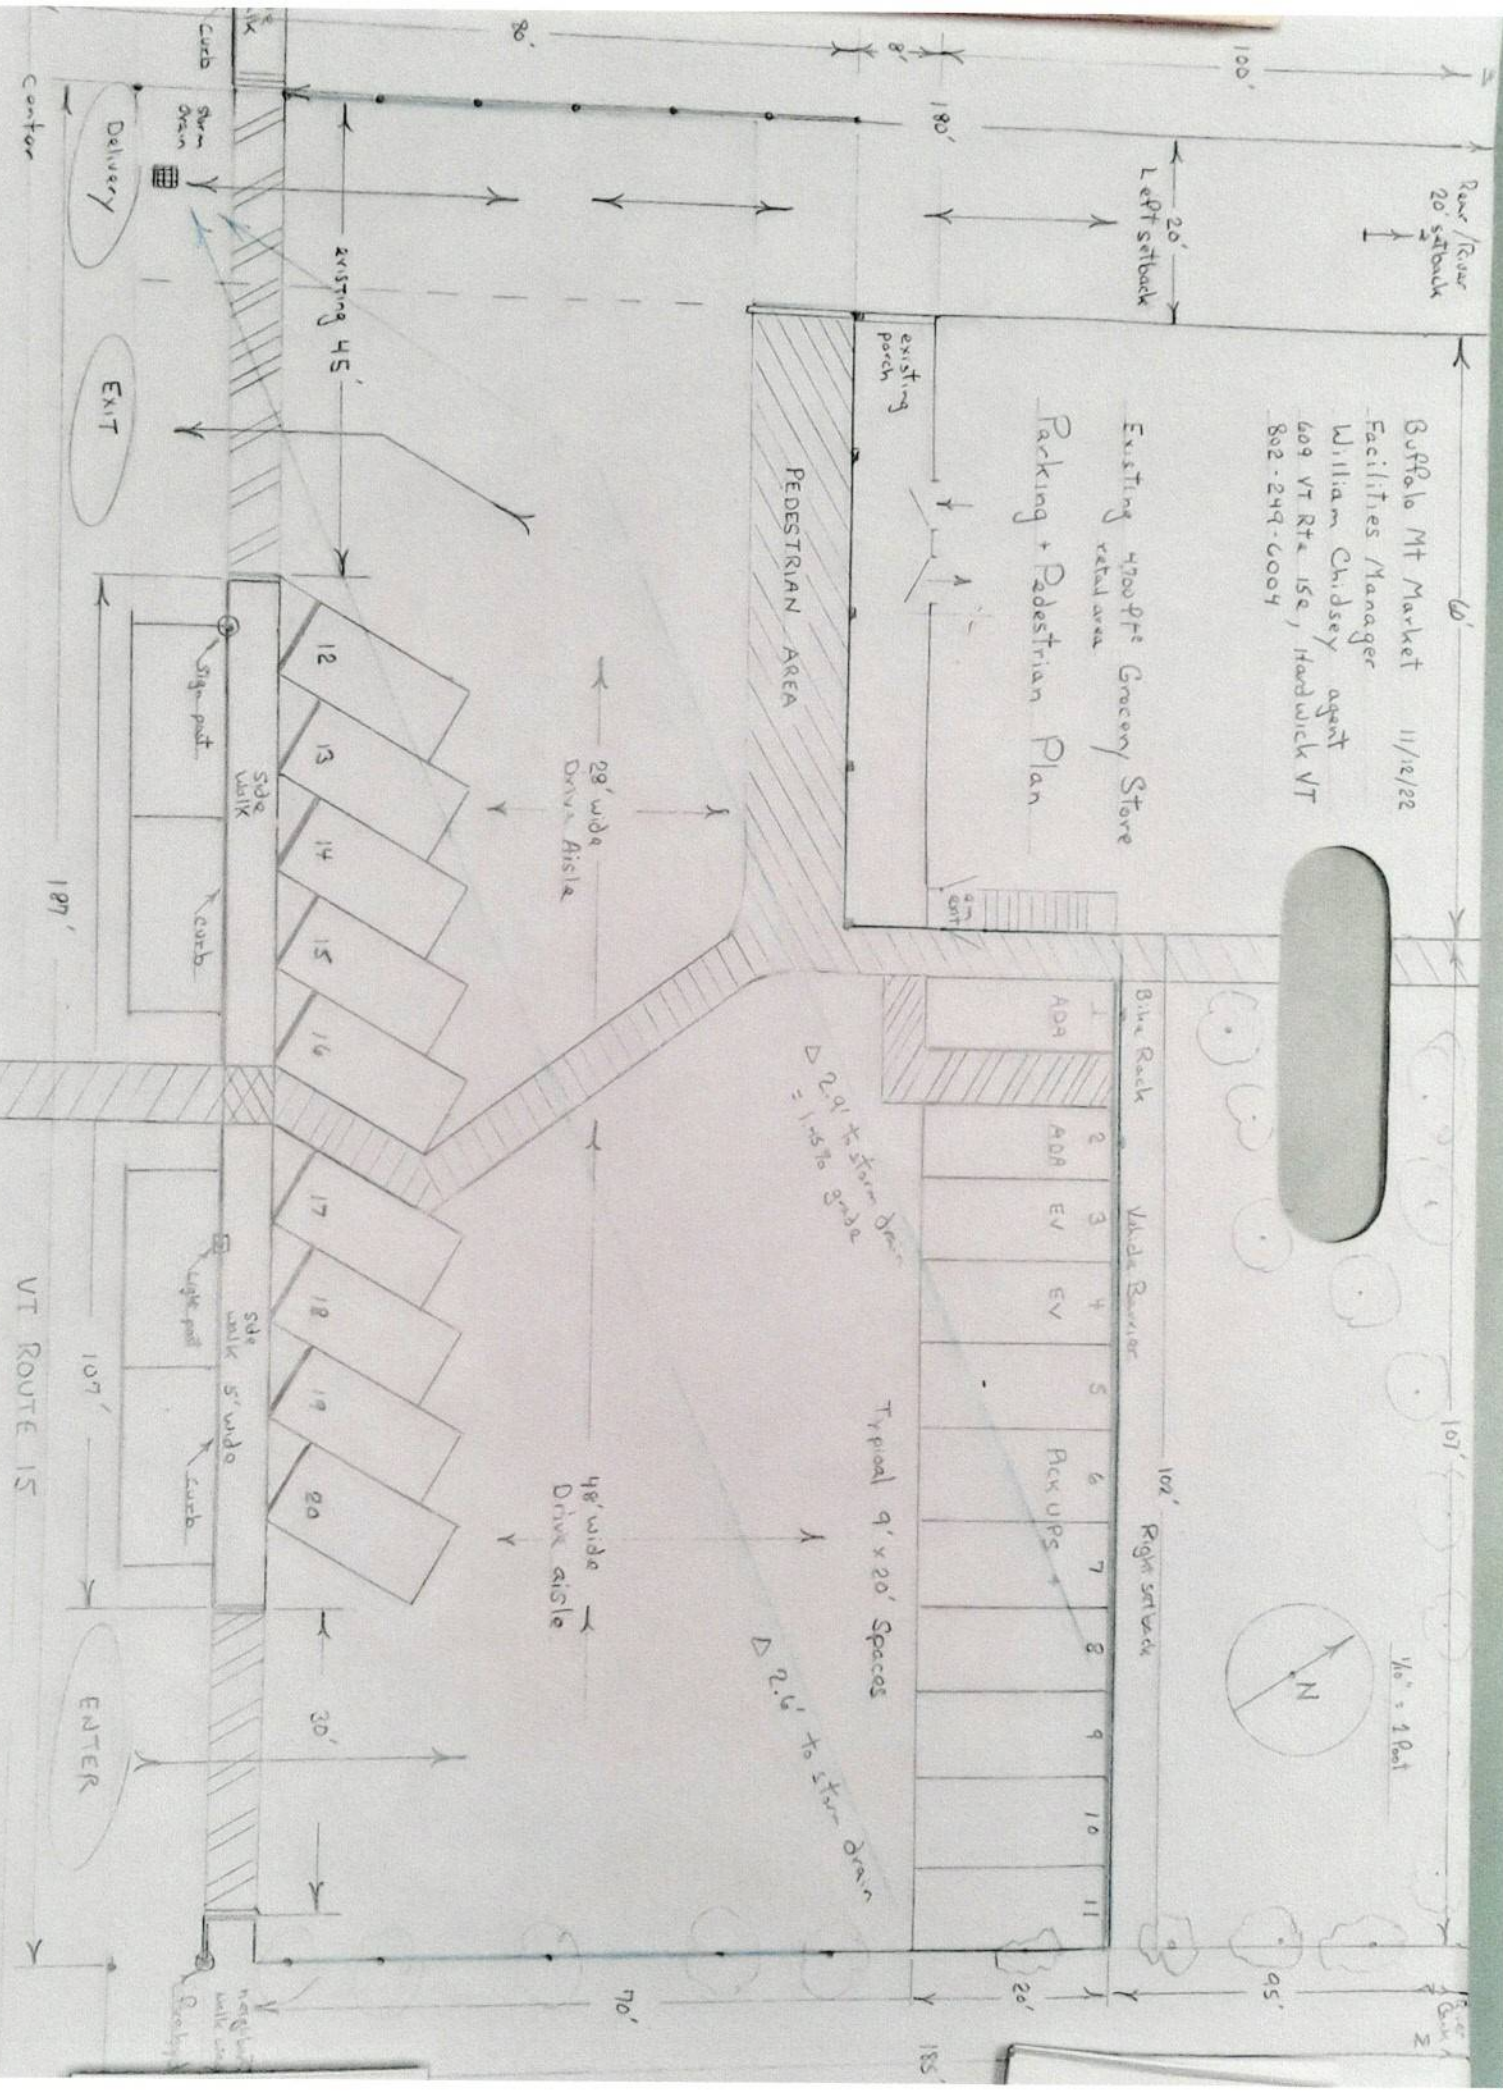 Buffalo Mt Market 11/12/22
Facilities Manager
William Chidsey agent
609 VT Rte 15e, Hardwick VT
802-249-6004
Existing 4700 ft² Grocery Store
retail area
Parking + Pedestrian Plan
Rear/River
20' setback
20'
Left setback
60'
107'
1/10" = 1 Foot
N
100'
8'
80'
180'
existing
porch
em
ent
102'
Right setback
Bike Rack
Vehicle Barrier
1
ADA
2
ADA
3
EV
4
EV
5
6
7
PICK UPS
8
9
10
11
95'
20'
70'
185'
PEDESTRIAN AREA
Δ 2.9' to storm drain
Typical 9' x 20' Spaces
Δ 2.6' to storm drain
28' wide
Drive Aisle
48' wide
Drive aisle
existing 45'
30'
12
13
14
15
16
17
18
19
20
Side
walk
Side
walk 5' wide
Curb
Storm
drain
sign post
curb
light post
curb
Delivery
EXIT
ENTER
107'
187'
center
VT ROUTE 15